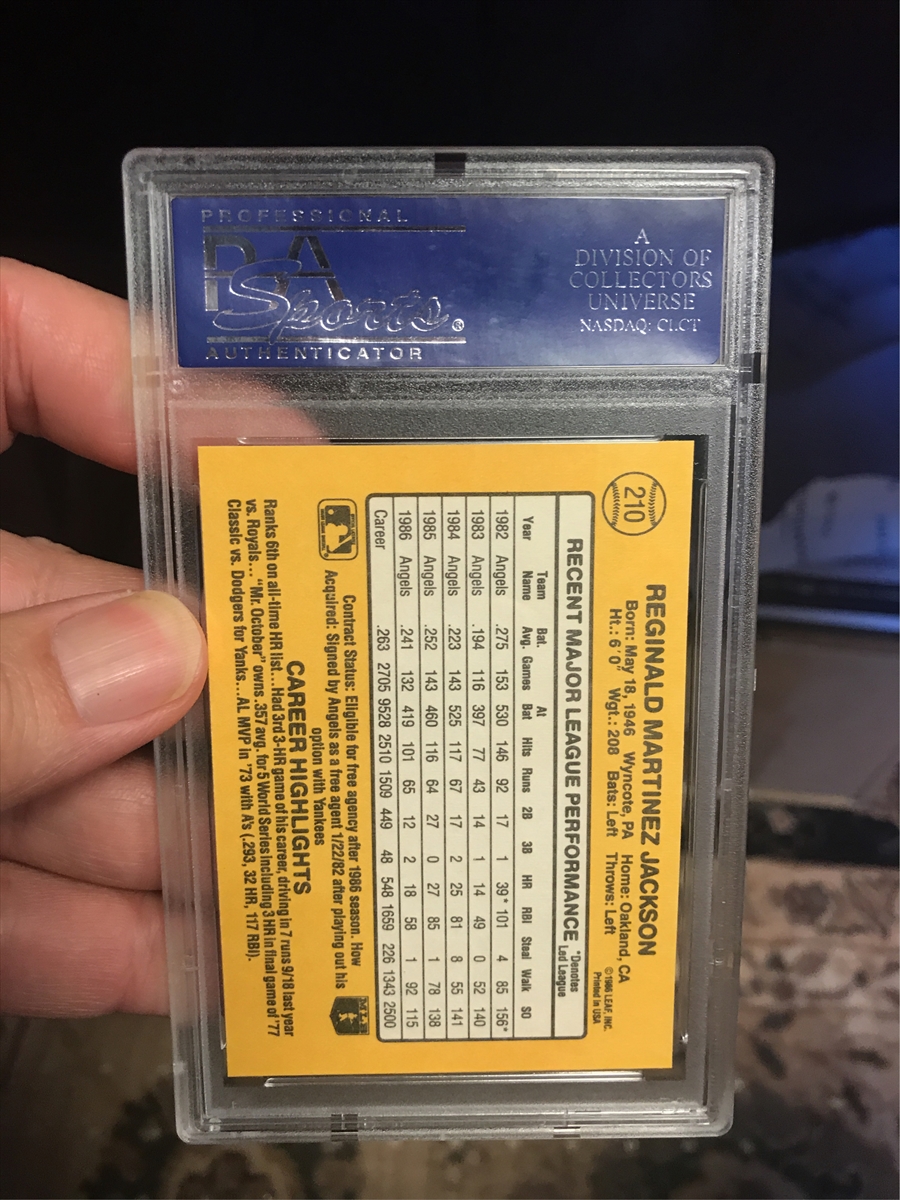 PROFESSIONAL
PSA
Sports®
AUTHENTICATOR
A
DIVISION OF
COLLECTORS
UNIVERSE
NASDAQ: CLCT
210
REGINALD MARTINEZ JACKSON
Born: May 18, 1946 Wyncote, PA Home: Oakland, CA
Ht.: 6'0" Wgt.: 208 Bats: Left Throws: Left
©1986 LEAF, INC.
Printed in USA
RECENT MAJOR LEAGUE PERFORMANCE *Denotes Led League
Year Team Name Bat. Avg. Games At Bat Hits Runs 2B 3B HR RBI Steal Walk SO
1982 Angels .275 153 530 146 92 17 1 39* 101 4 85 156*
1983 Angels .194 116 397 77 43 14 1 14 49 0 52 140
1984 Angels .223 143 525 117 67 17 2 25 81 8 55 141
1985 Angels .252 143 460 116 64 27 0 27 85 1 78 138
1986 Angels .241 132 419 101 65 12 2 18 58 1 92 115
Career .263 2705 9528 2510 1509 449 48 548 1659 226 1343 2500
Contract Status: Eligible for free agency after 1986 season. How
Acquired: Signed by Angels as a free agent 1/22/82 after playing out his
option with Yankees
CAREER HIGHLIGHTS
Ranks 6th on all-time HR list...Had 3rd 3-HR game of his career, driving in 7 runs 9/18 last year
vs. Royals... "Mr. October" owns .357 avg. for 5 World Series including 3 HR in final game of '77
Classic vs. Dodgers for Yanks...AL MVP in '73 with A's (.293, 32 HR, 117 RBI).